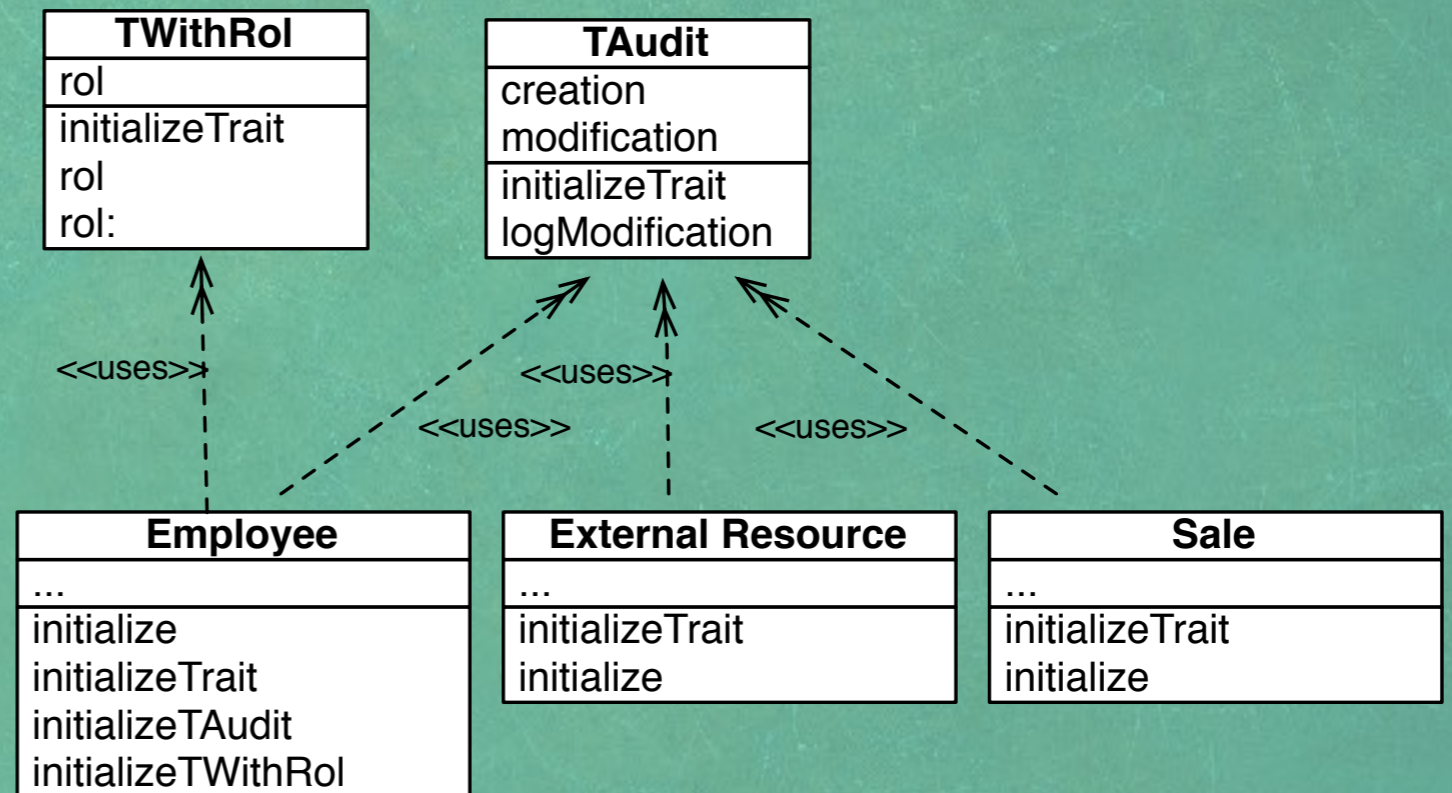 TWithRol
rol
initializeTrait
rol
rol:
TAudit
creation
modification
initializeTrait
logModification
<<uses>>
<<uses>>
<<uses>>
<<uses>>
Employee
...
initialize
initializeTrait
initializeTAudit
initializeTWithRol
External Resource
...
initializeTrait
initialize
Sale
...
initializeTrait
initialize